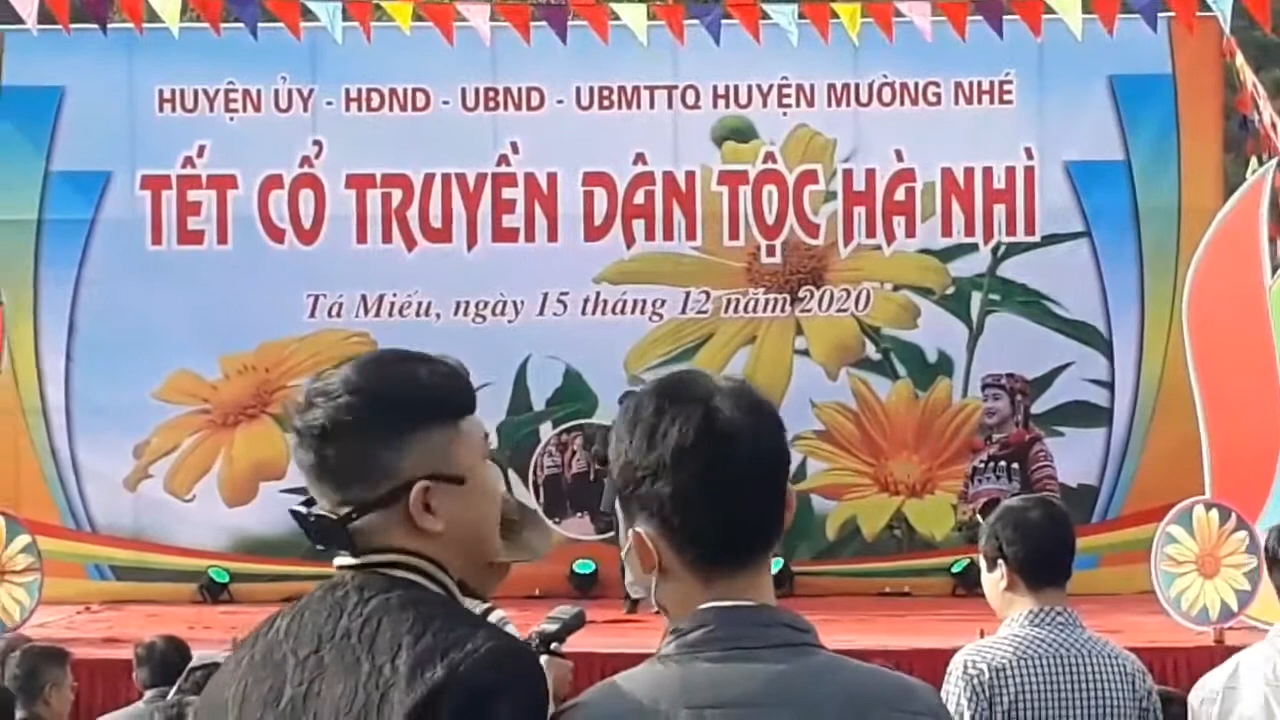 HUYỆN ỦY - HĐND - UBND - UBMTTQ HUYỆN MƯỜNG NHÉ
TẾT CỔ TRUYỀN DÂN TỘC HÀ NHÌ
Tá Miếu, ngày 15 tháng 12 năm 2020